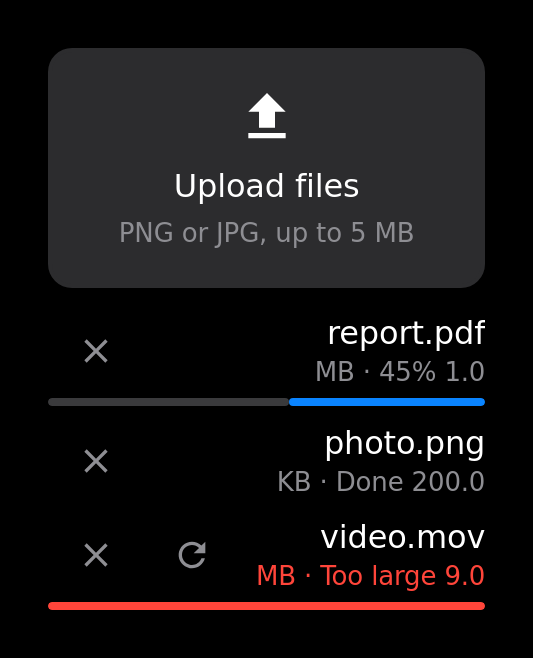 Upload files
PNG or JPG, up to 5 MB
report.pdf
MB · 45% 1.0
photo.png
KB · Done 200.0
video.mov
MB · Too large 9.0